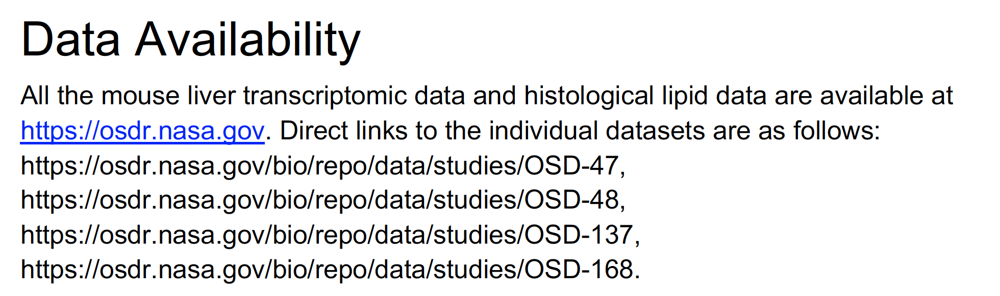 Data Availability
All the mouse liver transcriptomic data and histological lipid data are available at
https://osdr.nasa.gov. Direct links to the individual datasets are as follows:
https://osdr.nasa.gov/bio/repo/data/studies/OSD-47,
https://osdr.nasa.gov/bio/repo/data/studies/OSD-48,
https://osdr.nasa.gov/bio/repo/data/studies/OSD-137,
https://osdr.nasa.gov/bio/repo/data/studies/OSD-168.